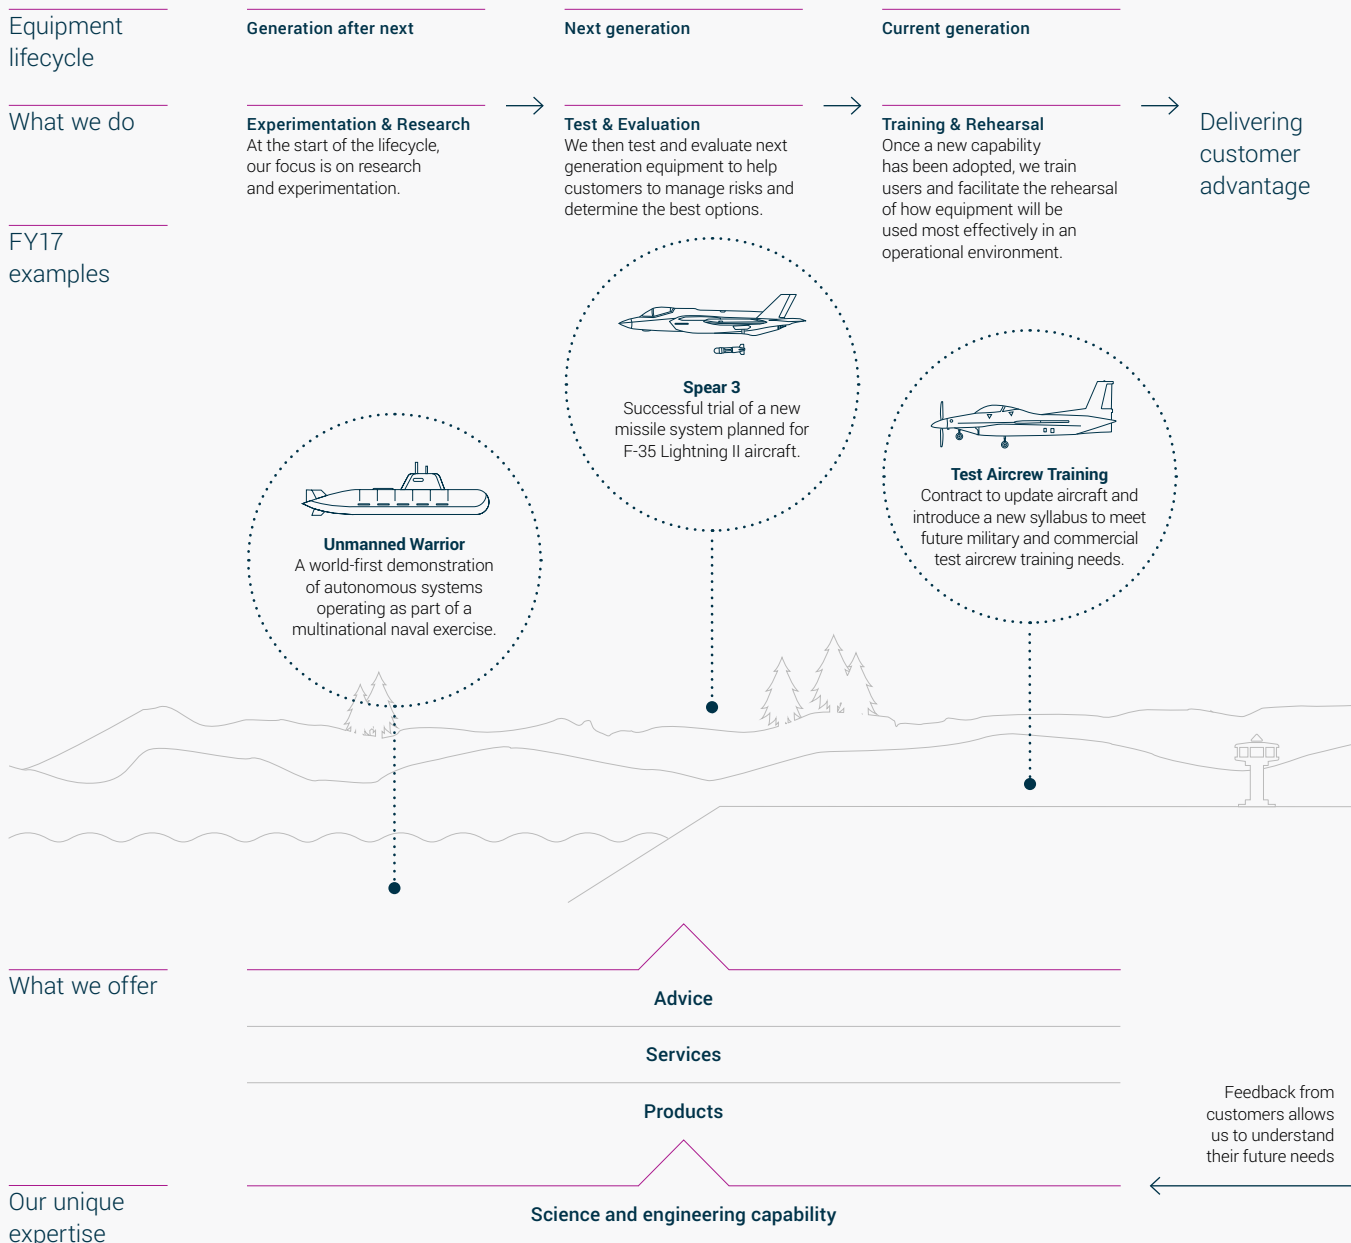 Equipment
lifecycle
Generation after next
Next generation
Current generation
What we do
Experimentation & Research
At the start of the lifecycle,
our focus is on research
and experimentation.
Test & Evaluation
We then test and evaluate next
generation equipment to help
customers to manage risks and
determine the best options.
Training & Rehearsal
Once a new capability
has been adopted, we train
users and facilitate the rehearsal
of how equipment will be
used most effectively in an
operational environment.
Delivering
customer
advantage
FY17
examples
Unmanned Warrior
A world-first demonstration
of autonomous systems
operating as part of a
multinational naval exercise.
Spear 3
Successful trial of a new
missile system planned for
F-35 Lightning II aircraft.
Test Aircrew Training
Contract to update aircraft and
introduce a new syllabus to meet
future military and commercial
test aircrew training needs.
What we offer
Advice
Services
Products
Feedback from
customers allows
us to understand
their future needs
Our unique
expertise
Science and engineering capability